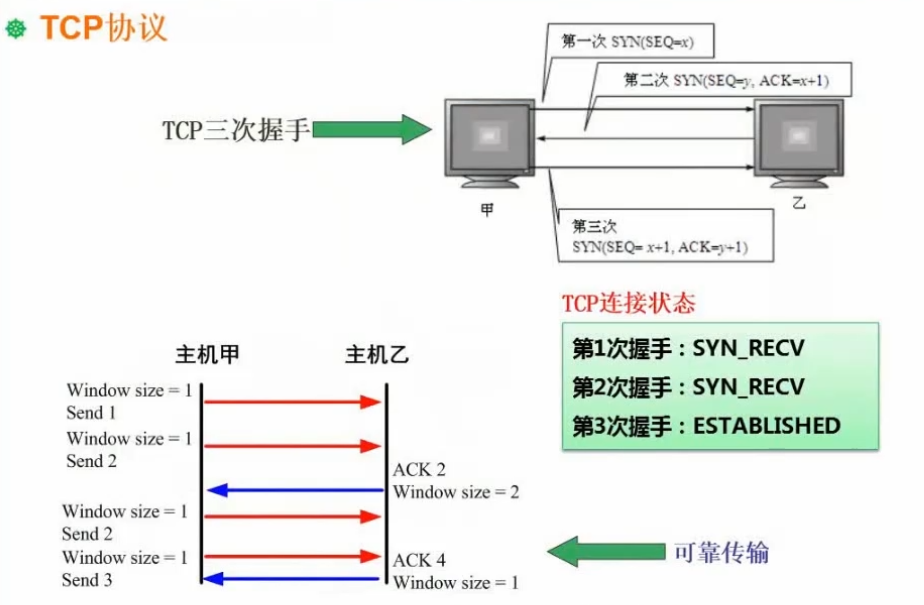 TCP协议
第一次 SYN(SEQ=x)
第二次 SYN(SEQ=y, ACK=x+1)
TCP三次握手
甲
乙
第三次
SYN(SEQ= x+1, ACK=y+1)
TCP连接状态
第1次握手：SYN_RECV
第2次握手：SYN_RECV
第3次握手：ESTABLISHED
主机甲
主机乙
Window size = 1
Send 1
Window size = 1
Send 2
ACK 2
Window size = 2
Window size = 1
Send 2
Window size = 1
Send 3
ACK 4
Window size = 1
可靠传输